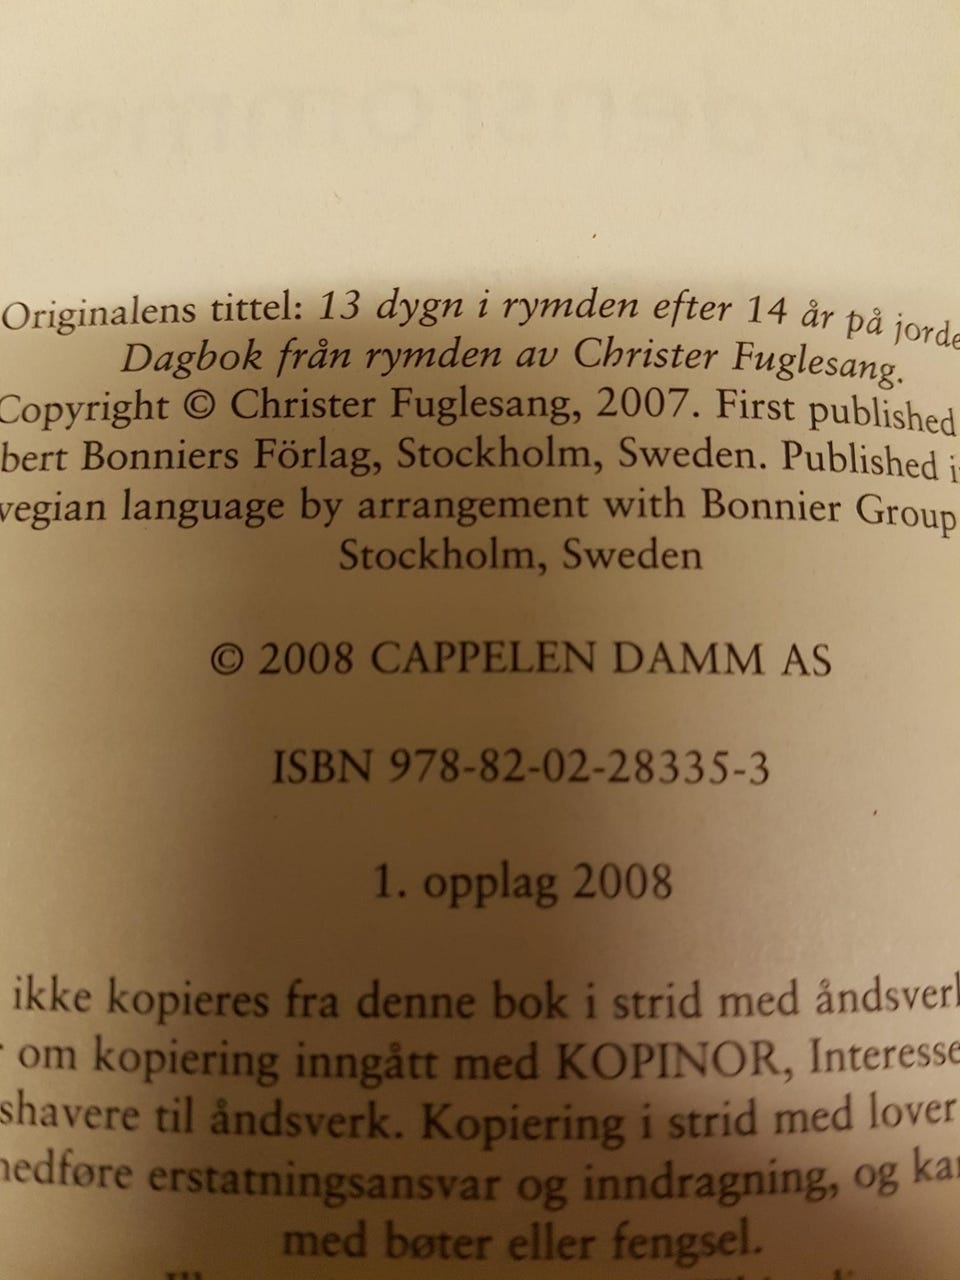 Originalens tittel: 13 dygn i rymden efter 14 år på jorde
Dagbok från rymden av Christer Fuglesang.
Copyright © Christer Fuglesang, 2007. First published
bert Bonniers Förlag, Stockholm, Sweden. Published i
vegian language by arrangement with Bonnier Group
Stockholm, Sweden
© 2008 CAPPELEN DAMM AS
ISBN 978-82-02-28335-3
1. opplag 2008
ikke kopieres fra denne bok i strid med åndsverk
om kopiering inngått med KOPINOR, Interesse
shavere til åndsverk. Kopiering i strid med lover
nedføre erstatningsansvar og inndragning, og kan
med bøter eller fengsel.